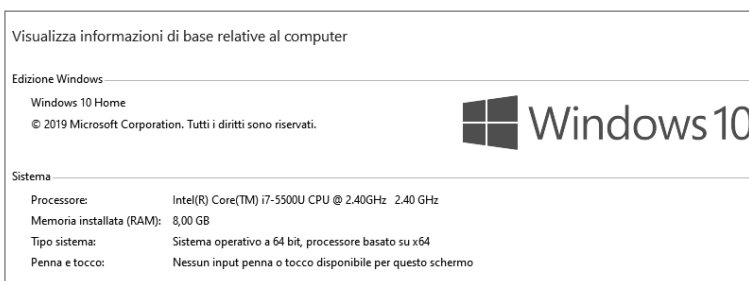 Visualizza informazioni di base relative al computer
Edizione Windows
Windows 10 Home
© 2019 Microsoft Corporation. Tutti i diritti sono riservati.
Windows 10
Sistema
Processore: Intel(R) Core(TM) i7-5500U CPU @ 2.40GHz 2.40 GHz
Memoria installata (RAM): 8,00 GB
Tipo sistema: Sistema operativo a 64 bit, processore basato su x64
Penna e tocco: Nessun input penna o tocco disponibile per questo schermo